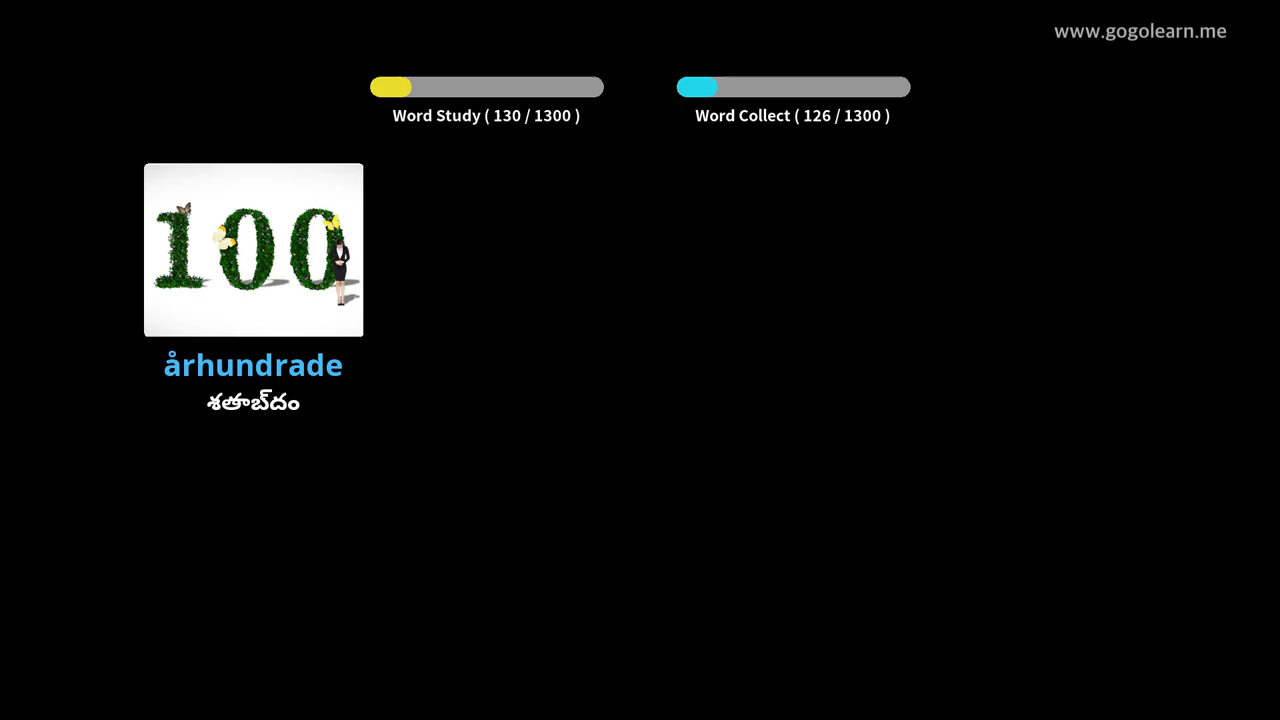 www.gogolearn.me
Word Study ( 130 / 1300 )
Word Collect ( 126 / 1300 )
100
århundrade
శతాబ్‌దం